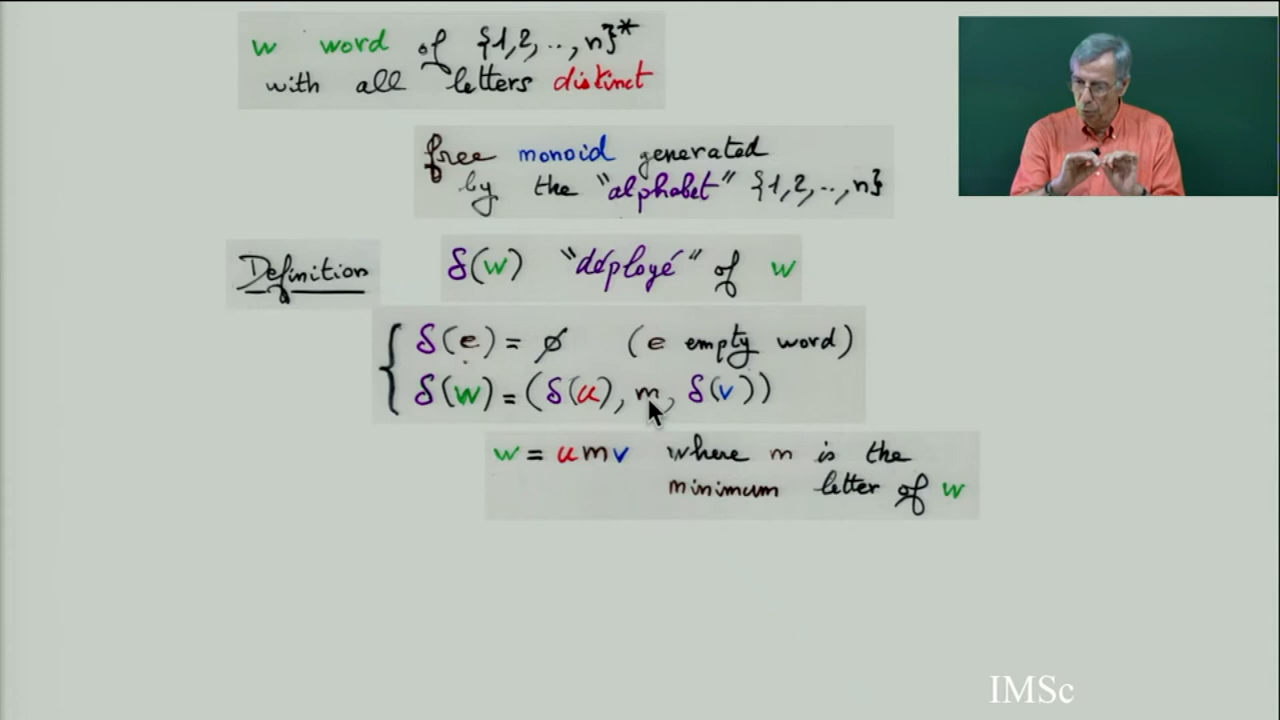 w word of {1,2,..,n}*
with all letters distinct
free monoid generated
by the "alphabet" {1,2,..,n}
Definition δ(w) "déployé" of w
δ(e) = ø (e empty word)
δ(w) = (δ(u), m, δ(v))
w = u m v where m is the
minimum letter of w
IMSc